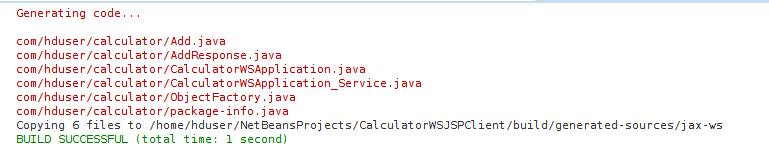 Generating code...
com/hduser/calculator/Add.java
com/hduser/calculator/AddResponse.java
com/hduser/calculator/CalculatorWSApplication.java
com/hduser/calculator/CalculatorWSApplication_Service.java
com/hduser/calculator/ObjectFactory.java
com/hduser/calculator/package-info.java
Copying 6 files to /home/hduser/NetBeansProjects/CalculatorWSJSPClient/build/generated-sources/jax-ws
BUILD SUCCESSFUL (total time: 1 second)